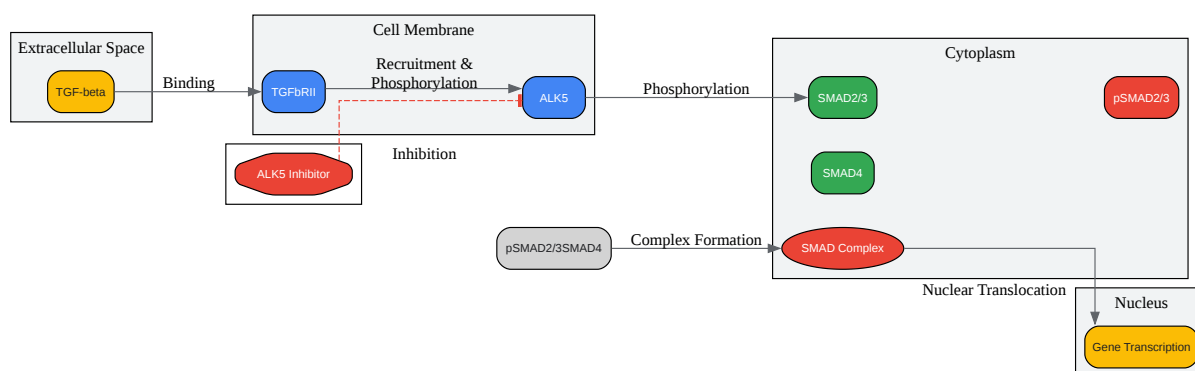 Extracellular Space
TGF-beta
Binding
Cell Membrane
TGFbRII
Recruitment &
Phosphorylation
ALK5
Inhibition
ALK5 Inhibitor
Phosphorylation
Cytoplasm
SMAD2/3
pSMAD2/3
SMAD4
pSMAD2/3SMAD4
Complex Formation
SMAD Complex
Nuclear Translocation
Nucleus
Gene Transcription